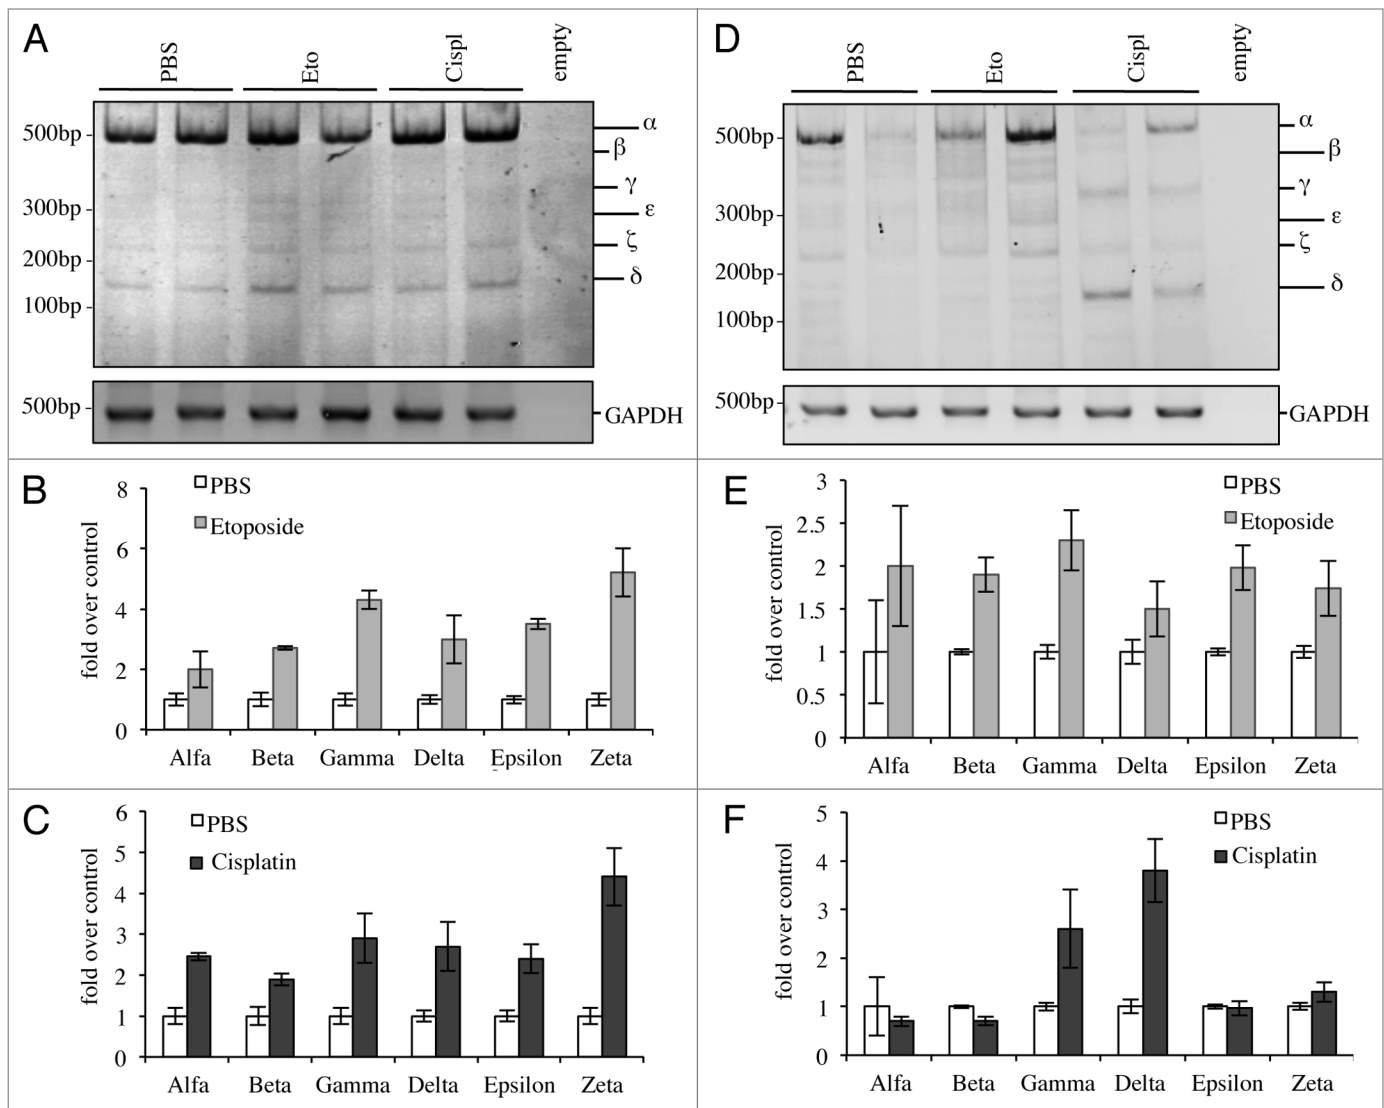 A
PBS
Eto
Cispl
empty
500bp
300bp
200bp
100bp
α
β
γ
ε
ζ
δ
500bp
GAPDH
D
PBS
Eto
Cispl
empty
500bp
300bp
200bp
100bp
α
β
γ
ε
ζ
δ
500bp
GAPDH
B
PBS
Etoposide
fold over control
8
6
4
2
0
Alfa Beta Gamma Delta Epsilon Zeta
E
PBS
Etoposide
fold over control
3
2.5
2
1.5
1
0.5
0
Alfa Beta Gamma Delta Epsilon Zeta
C
PBS
Cisplatin
fold over control
6
5
4
3
2
1
0
Alfa Beta Gamma Delta Epsilon Zeta
F
PBS
Cisplatin
fold over control
5
4
3
2
1
0
Alfa Beta Gamma Delta Epsilon Zeta